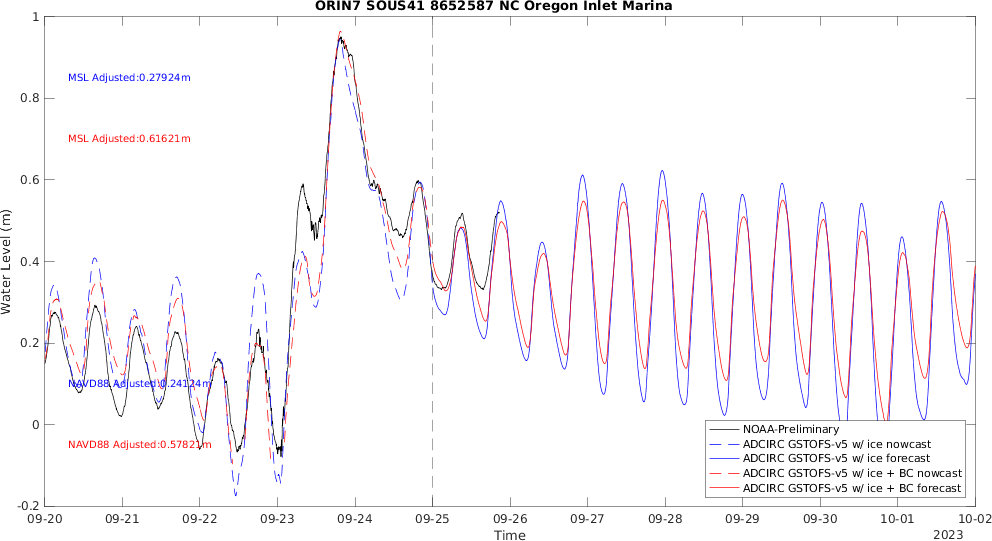 ORIN7 SOUS41 8652587 NC Oregon Inlet Marina
1
0.8
0.6
0.4
0.2
0
-0.2
Water Level (m)
MSL Adjusted:0.27924m
MSL Adjusted:0.61621m
NAVD88 Adjusted:0.24124m
NAVD88 Adjusted:0.57821m
NOAA-Preliminary
ADCIRC GSTOFS-v5 w/ ice nowcast
ADCIRC GSTOFS-v5 w/ ice forecast
ADCIRC GSTOFS-v5 w/ ice + BC nowcast
ADCIRC GSTOFS-v5 w/ ice + BC forecast
09-20 09-21 09-22 09-23 09-24 09-25 09-26 09-27 09-28 09-29 09-30 10-01 10-02
Time
2023